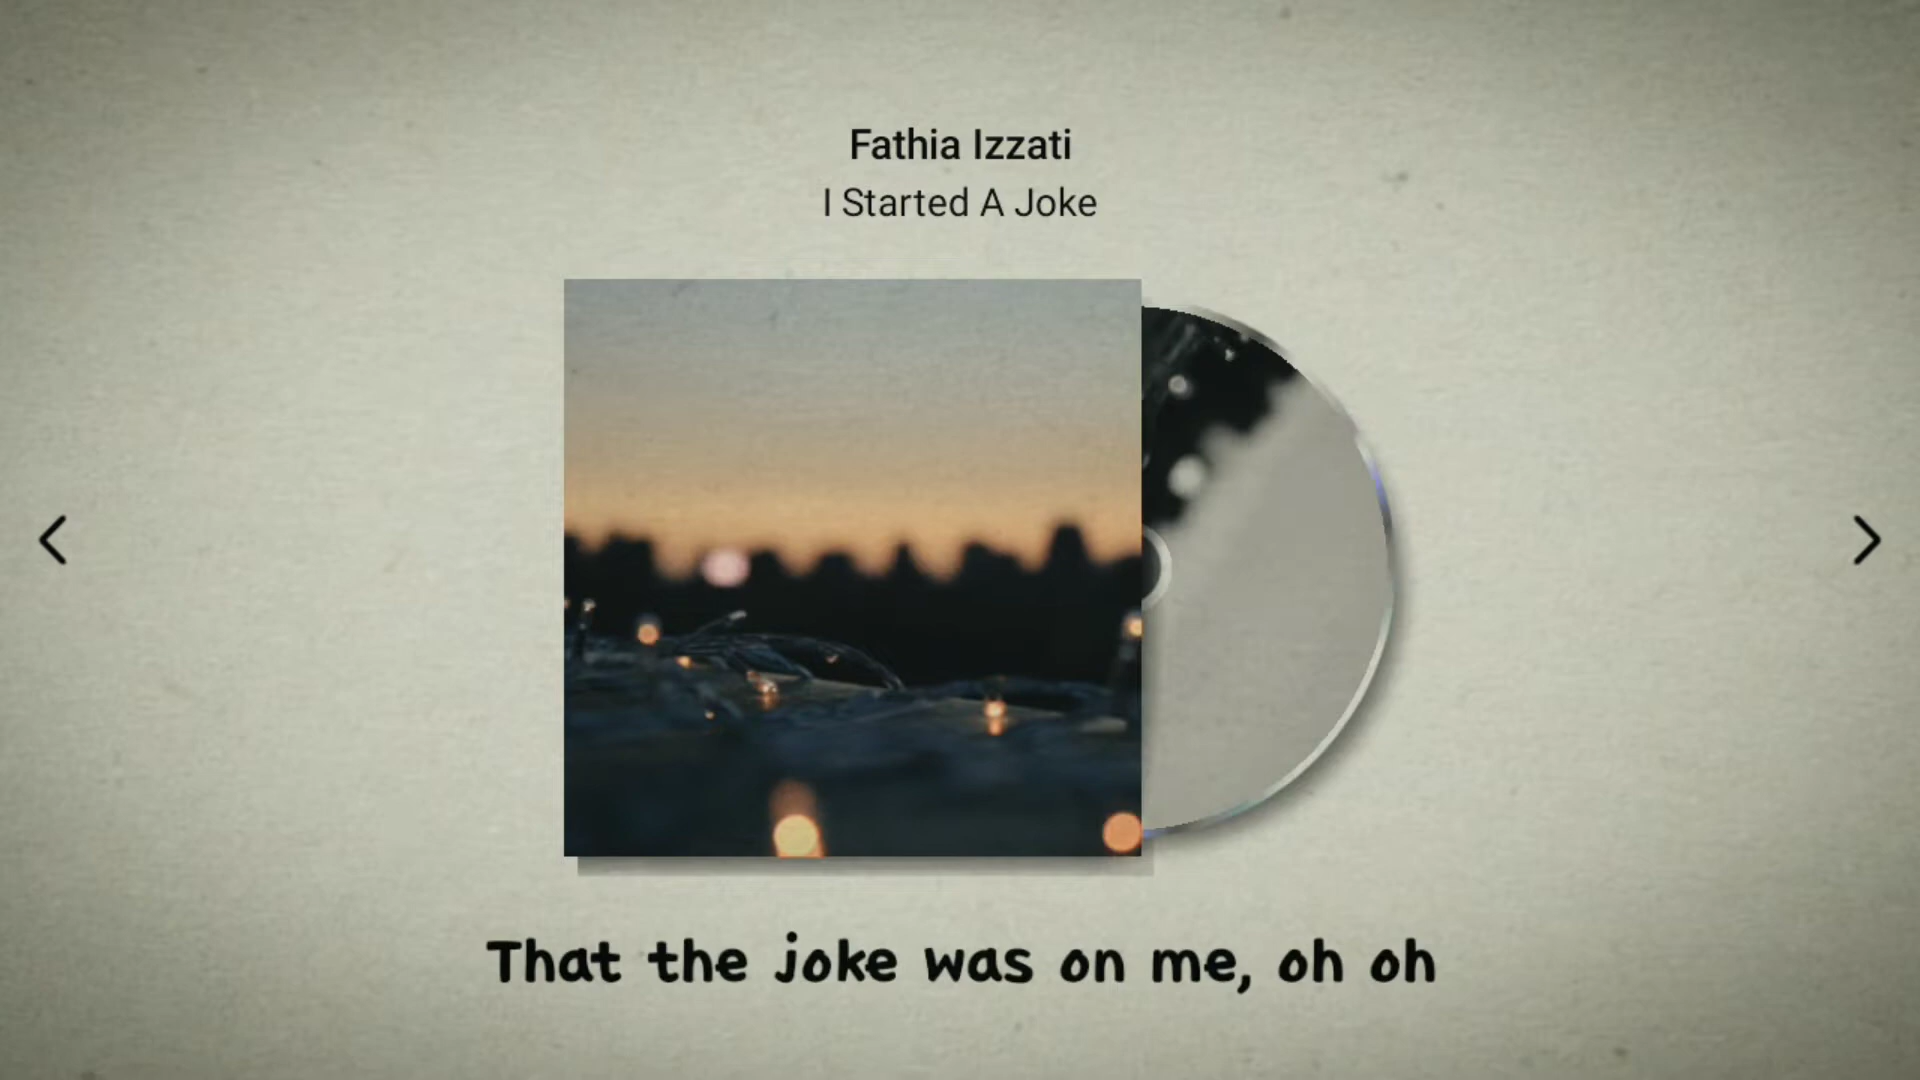 Fathia Izzati
I Started A Joke
That the joke was on me, oh oh